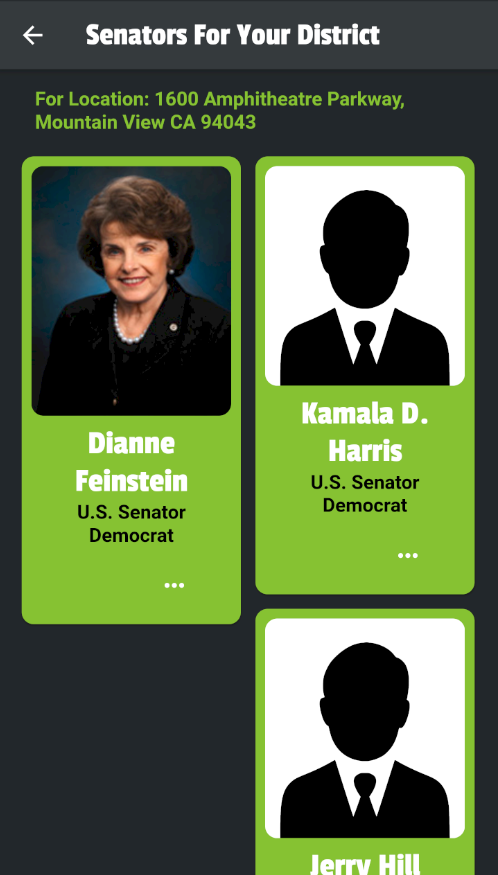 Senators For Your District
For Location: 1600 Amphitheatre Parkway,
Mountain View CA 94043
Dianne
Feinstein
U.S. Senator
Democrat
Kamala D.
Harris
U.S. Senator
Democrat
Jerry Hill